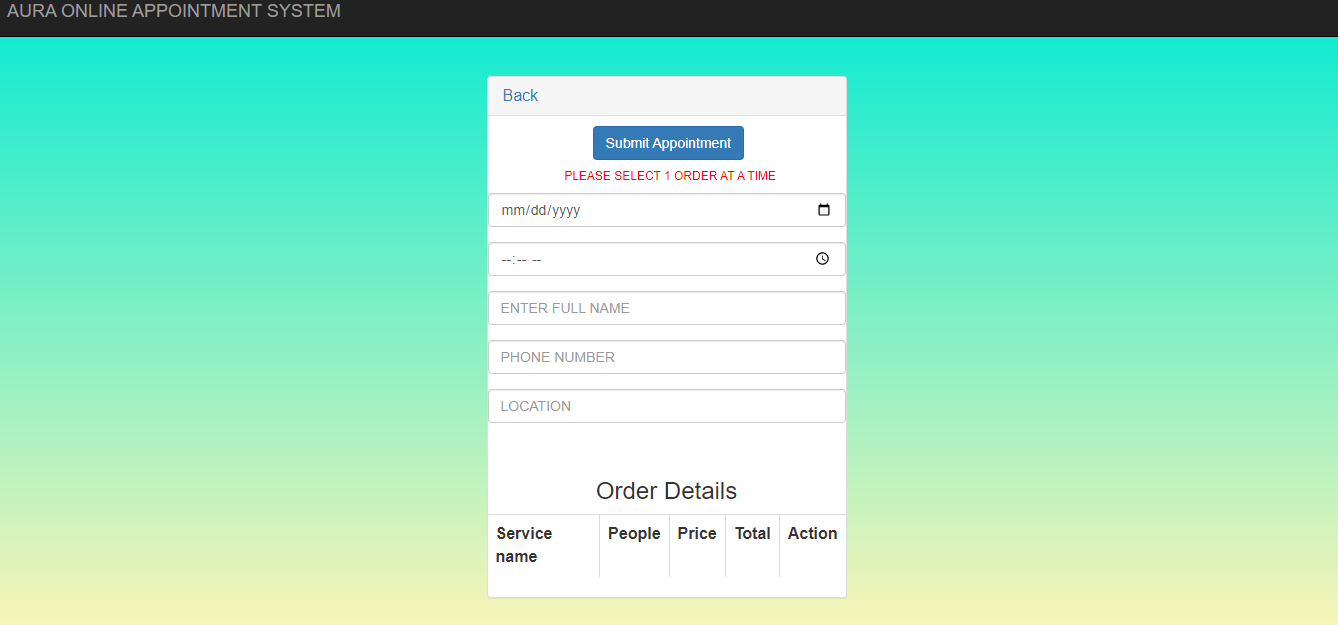 AURA ONLINE APPOINTMENT SYSTEM
Back
Submit Appointment
PLEASE SELECT 1 ORDER AT A TIME
mm/dd/yyyy
--:-- --
ENTER FULL NAME
PHONE NUMBER
LOCATION
Order Details
Service name People Price Total Action